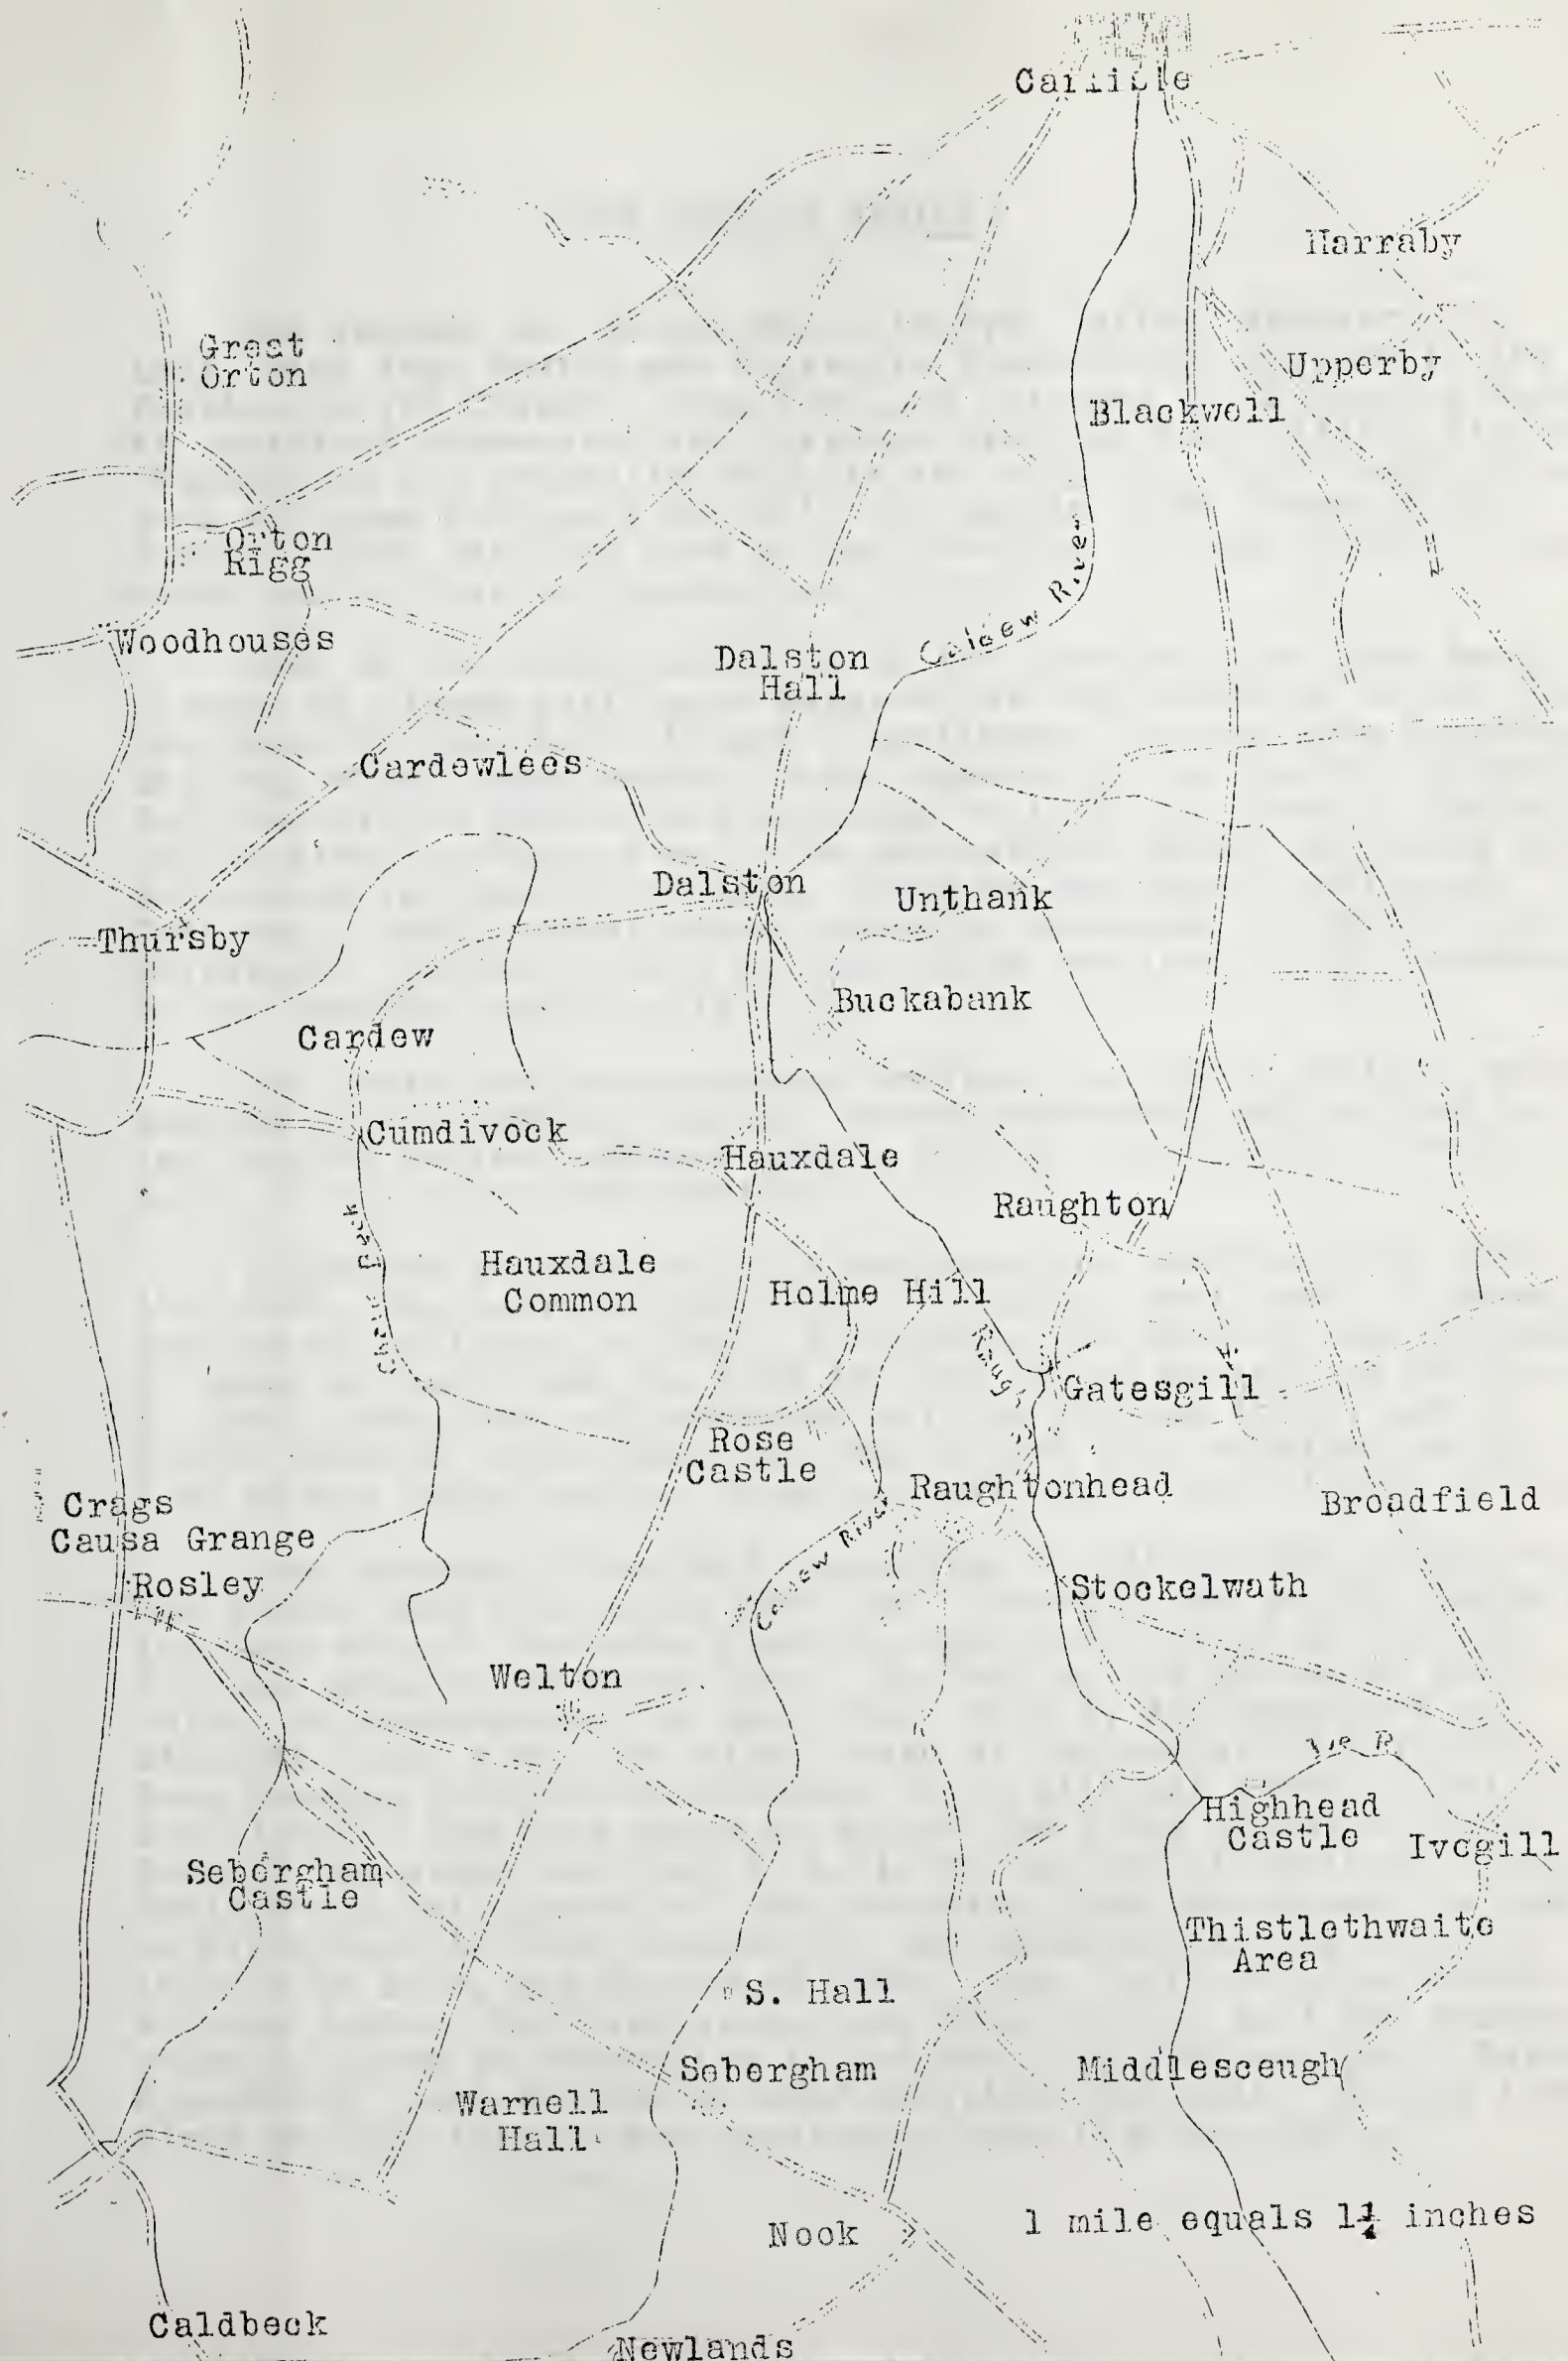 Carlisle
Harraby
Great
Orton
Upperby
Blackwell
Orton
Rigg
Caldew River
Woodhouses
Dalston
Hall
Cardewlees
Dalston
Unthank
Thursby
Buckabank
Cardew
Cumdivock
Hauxdale
Raughton
Hauxdale
Common
Holme Hill
Gatesgill
Rose
Castle
Raughtonhead
Crags
Broadfield
Causa Grange
Caldew River
Rosley
Stockelwath
Welton
Ive R.
Highhead
Castle
Ivegill
Sebergham
Castle
Thistlethwaite
Area
S. Hall
Sebergham
Middlesceugh
Warnell
Hall
1 mile equals 1¼ inches
Nook
Caldbeck
Newlands